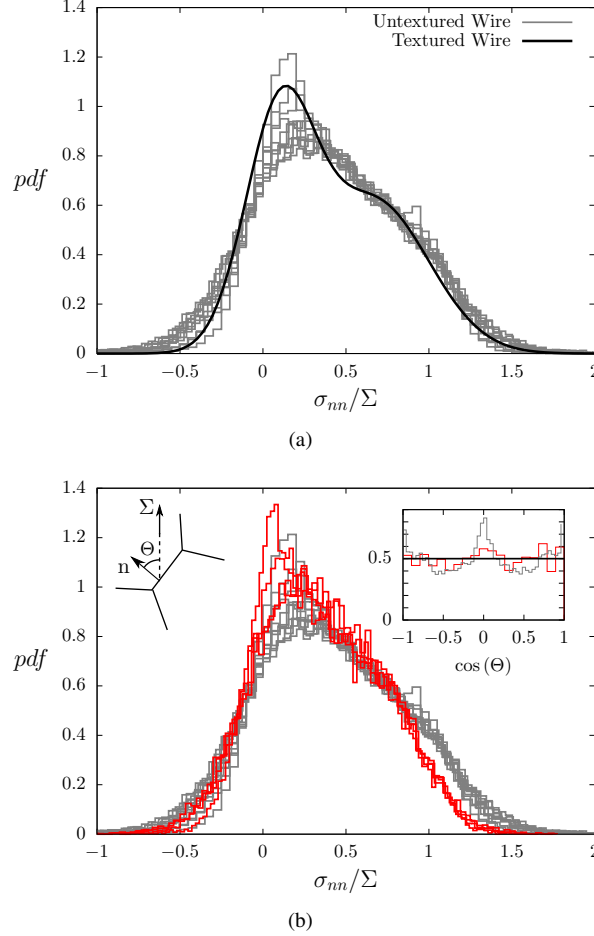 1.4
Untextured Wire
Textured Wire
1.2
1
0.8
pdf
0.6
0.4
0.2
0
-1 -0.5 0 0.5 1 1.5 2
σnn/Σ
(a)
1.4
1.2
1
0.8
pdf
0.6
0.4
0.2
0
Σ
Θ
n
0.5
-1 -0.5 0 0.5 1
cos (Θ)
-1 -0.5 0 0.5 1 1.5 2
σnn/Σ
(b)